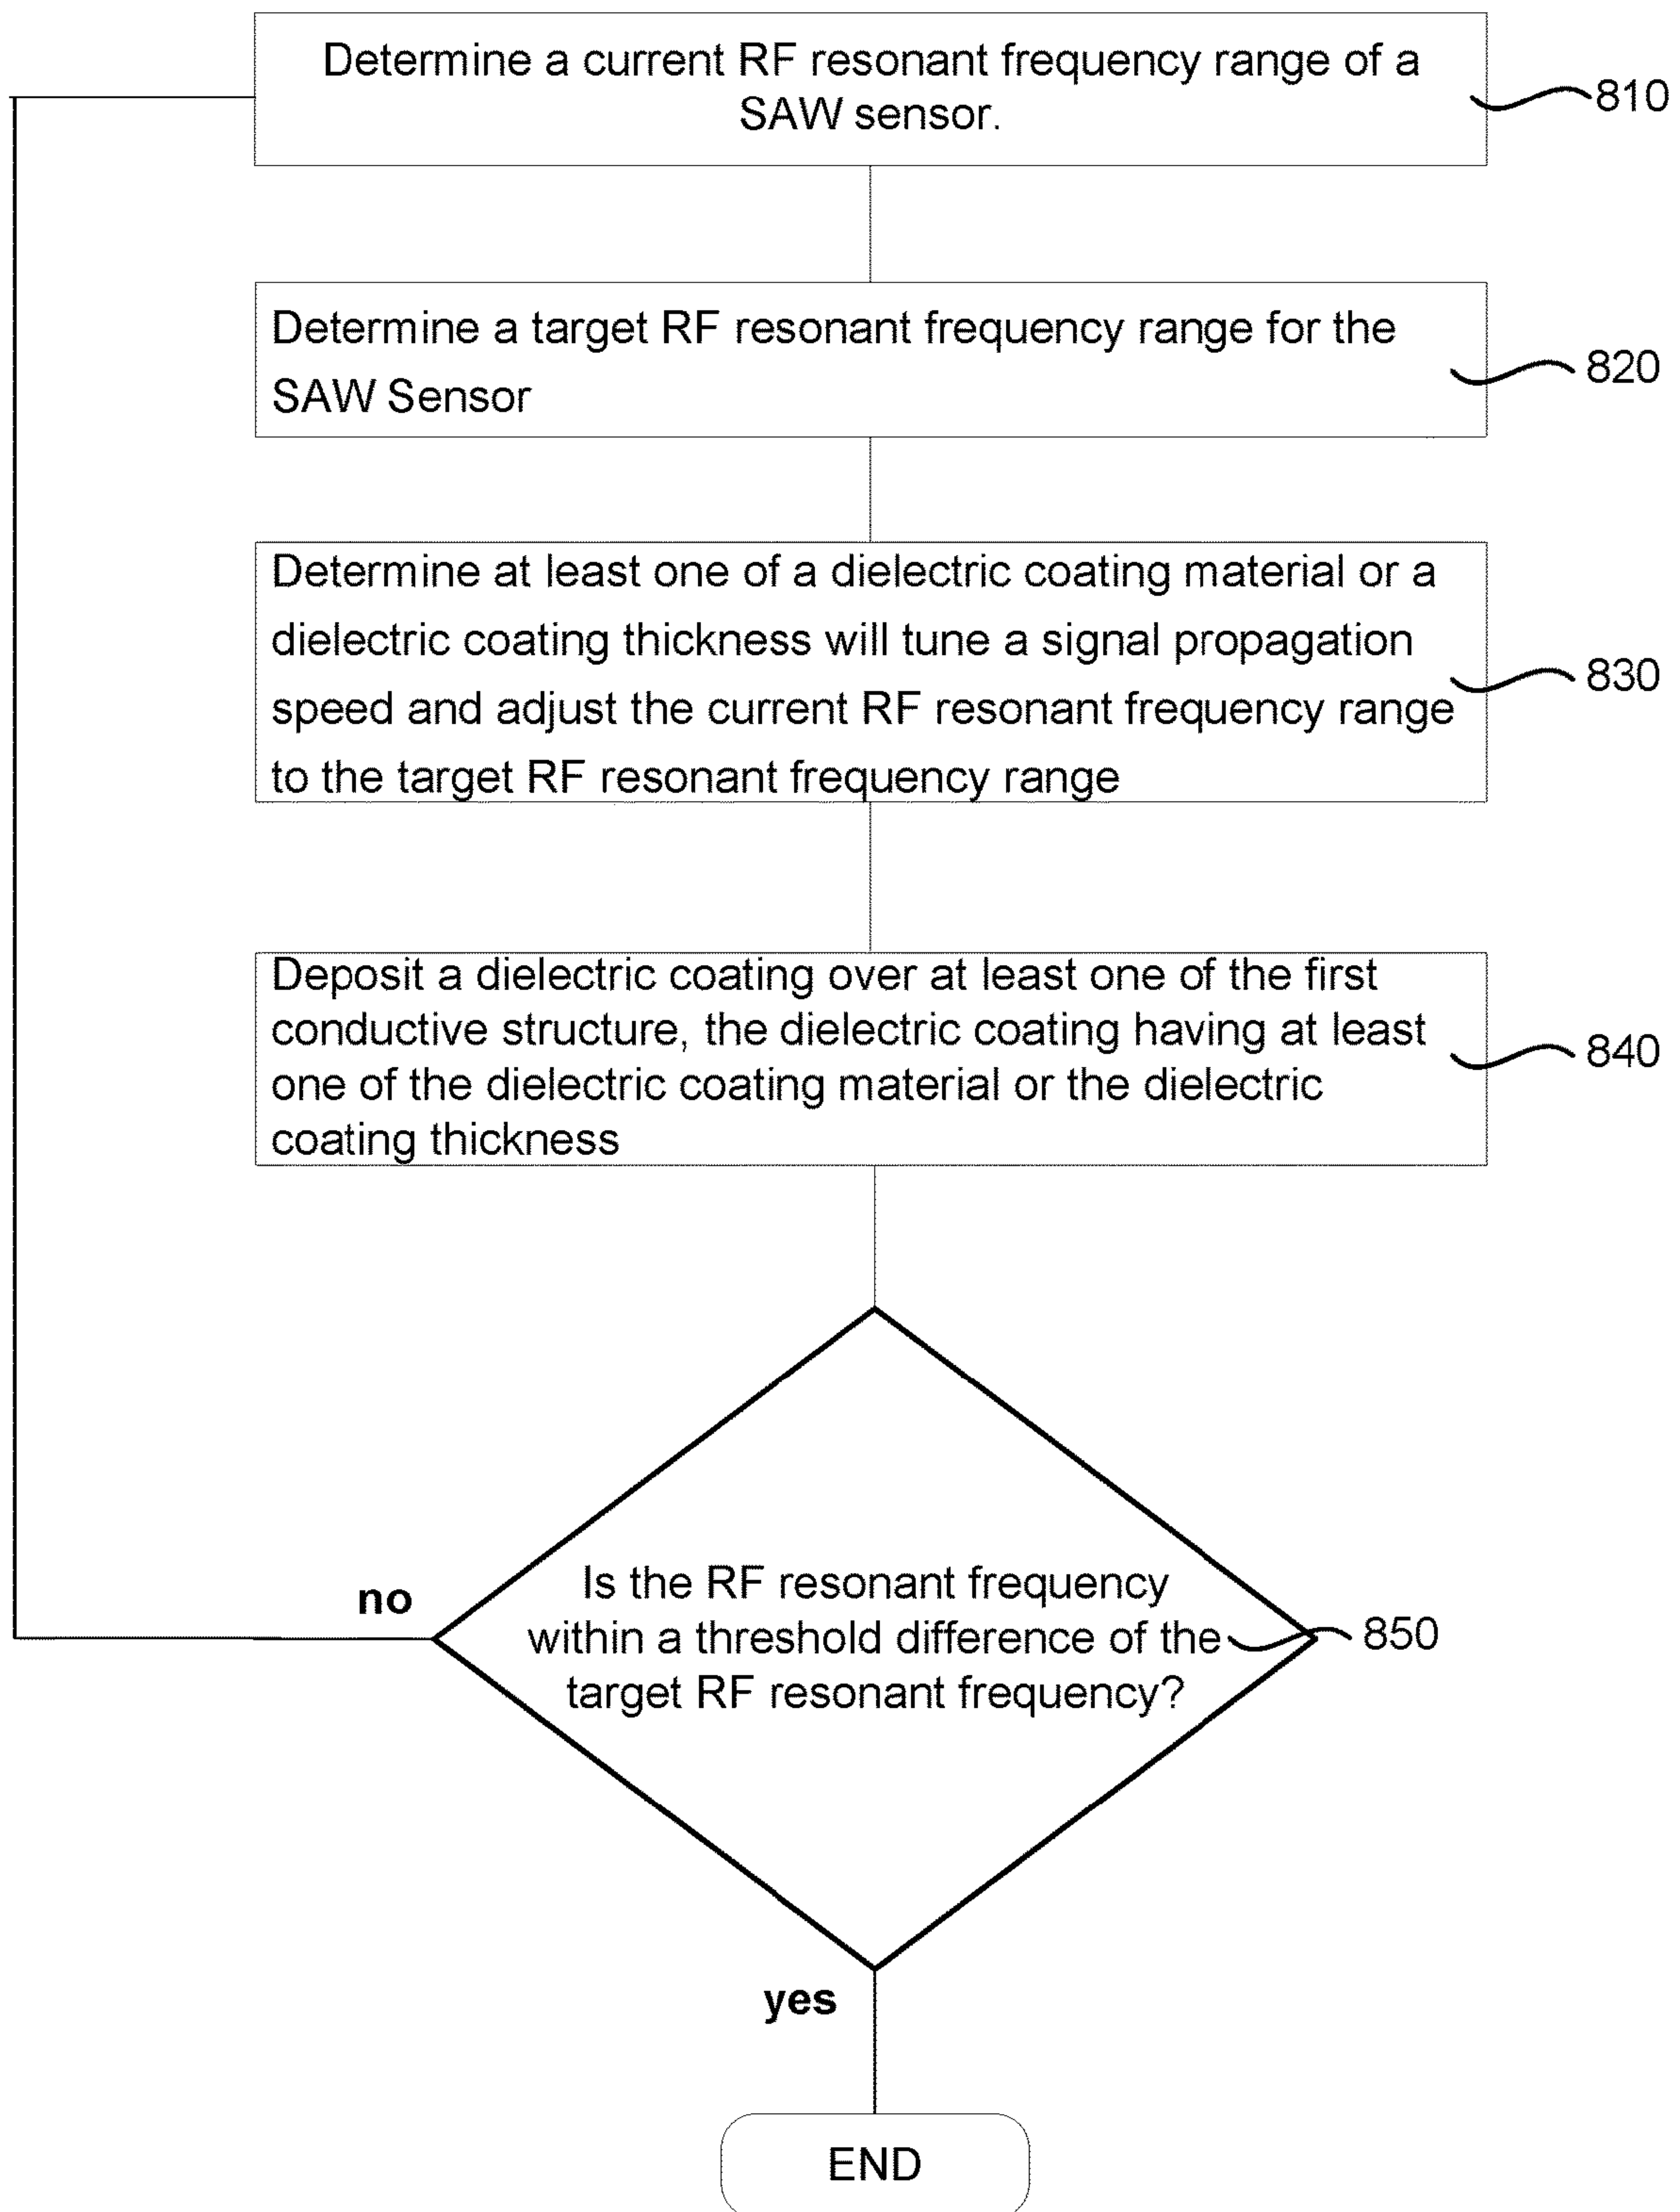 Determine a current RF resonant frequency range of a
SAW sensor.
810
Determine a target RF resonant frequency range for the
SAW Sensor
820
Determine at least one of a dielectric coating material or a
dielectric coating thickness will tune a signal propagation
speed and adjust the current RF resonant frequency range
to the target RF resonant frequency range
830
Deposit a dielectric coating over at least one of the first
conductive structure, the dielectric coating having at least
one of the dielectric coating material or the dielectric
coating thickness
840
no
Is the RF resonant frequency
within a threshold difference of the
target RF resonant frequency?
850
yes
END